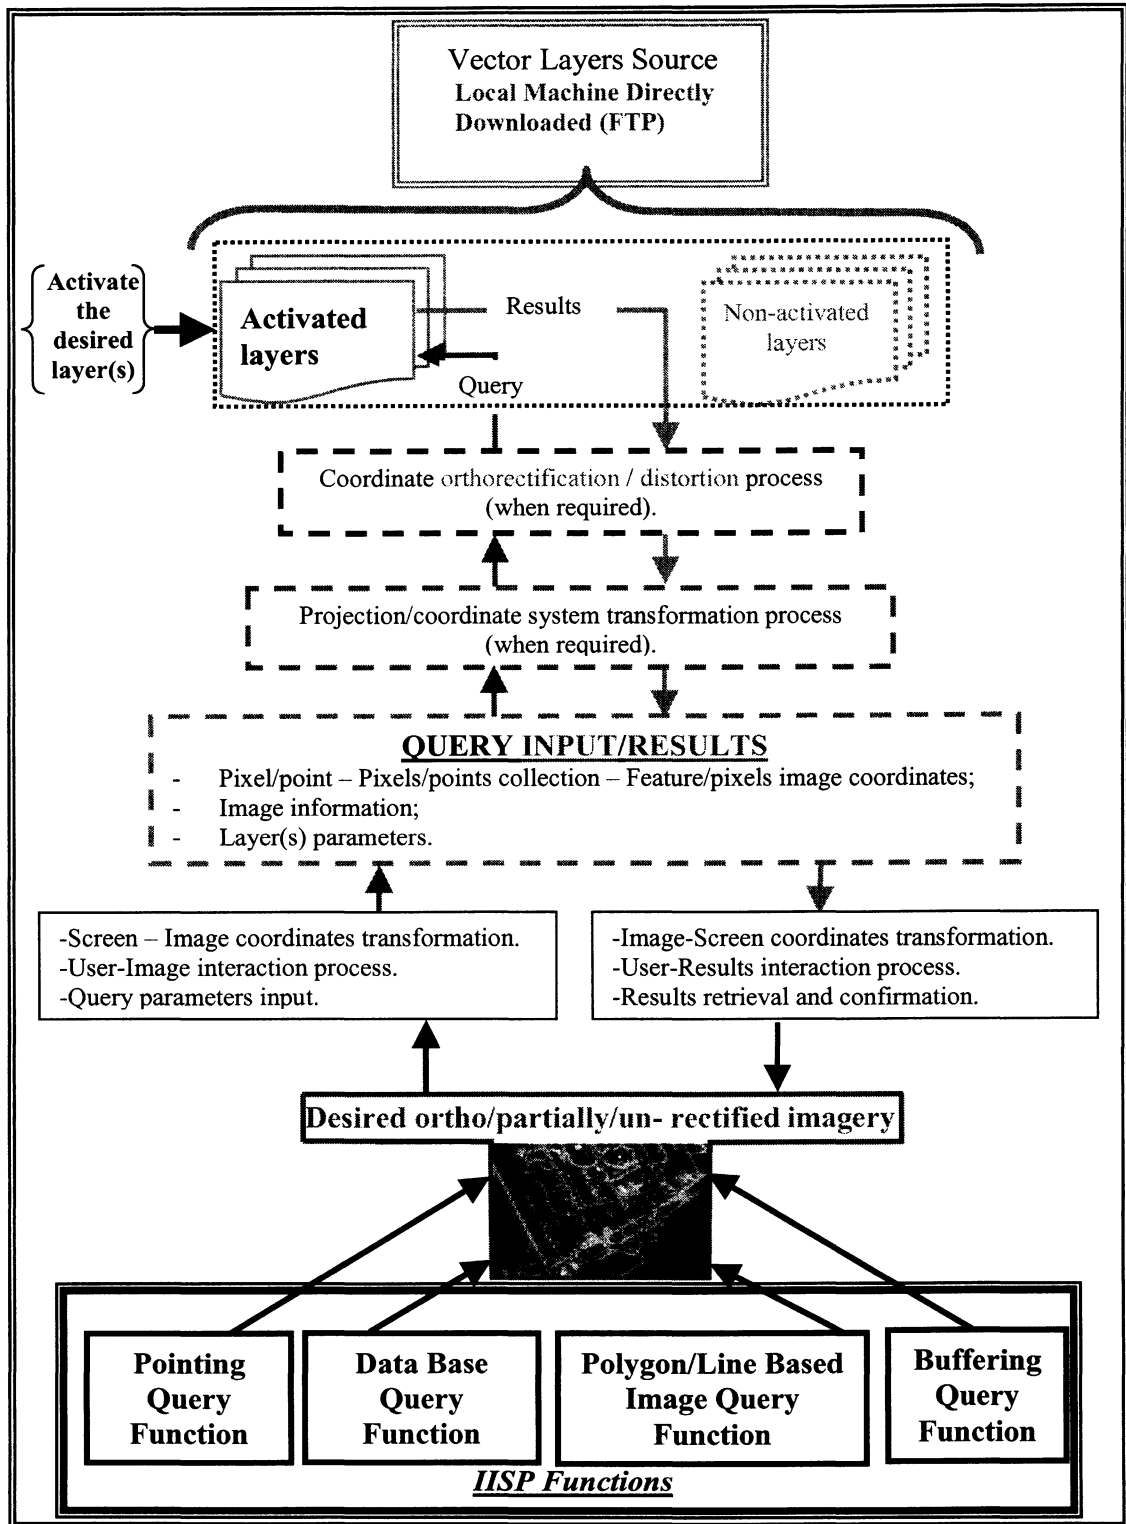 Vector Layers Source
Local Machine Directly
Downloaded (FTP)
Activate
the
desired
layer(s)
Activated
layers
Results
Query
Non-activated
layers
Coordinate orthorectification / distortion process
(when required).
Projection/coordinate system transformation process
(when required).
QUERY INPUT/RESULTS
- Pixel/point – Pixels/points collection – Feature/pixels image coordinates;
- Image information;
- Layer(s) parameters.
-Screen – Image coordinates transformation.
-User-Image interaction process.
-Query parameters input.
-Image-Screen coordinates transformation.
-User-Results interaction process.
-Results retrieval and confirmation.
Desired ortho/partially/un- rectified imagery
Pointing
Query
Function
Data Base
Query
Function
Polygon/Line Based
Image Query
Function
Buffering
Query
Function
IISP Functions